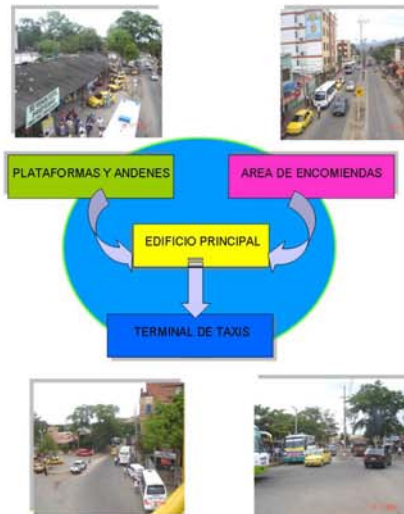 PLATAFORMAS Y ANDENES
AREA DE ENCOMIENDAS
EDIFICIO PRINCIPAL
TERMINAL DE TAXIS